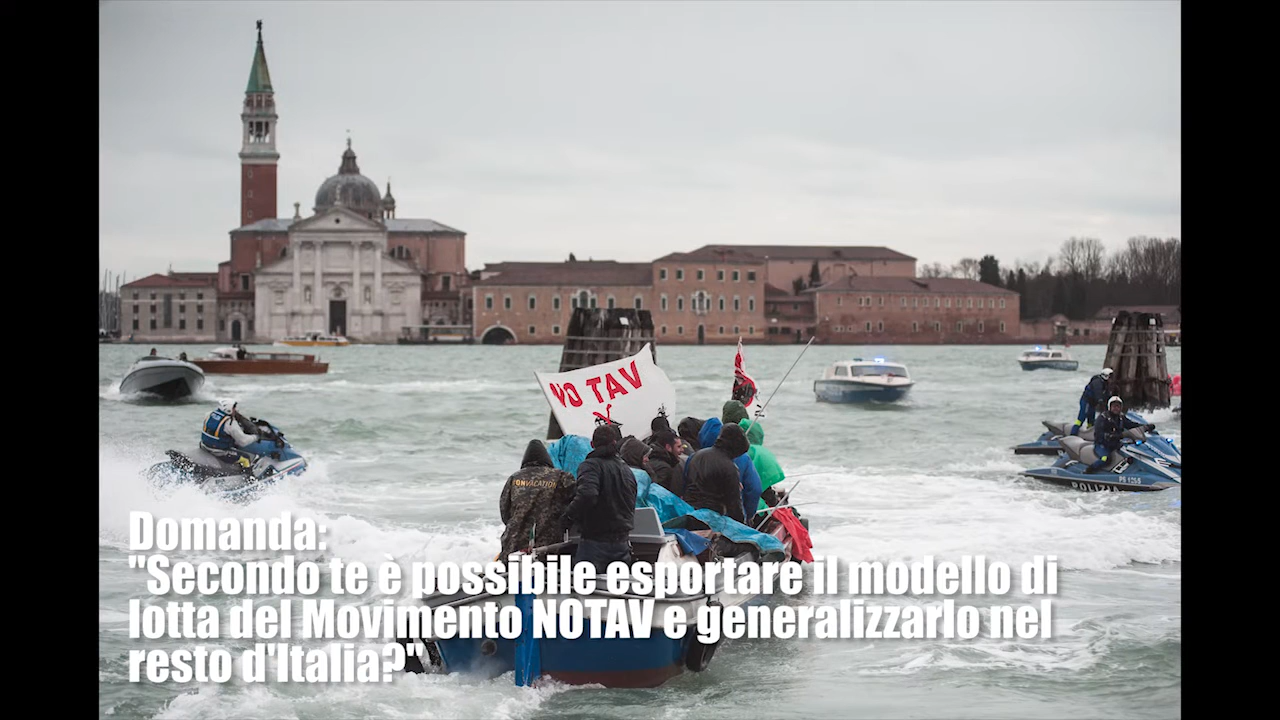 NO TAV
ONVACATION
POLIZIA
Domanda:
"Secondo te è possibile esportare il modello di
lotta del Movimento NOTAV e generalizzarlo nel
resto d'Italia?"